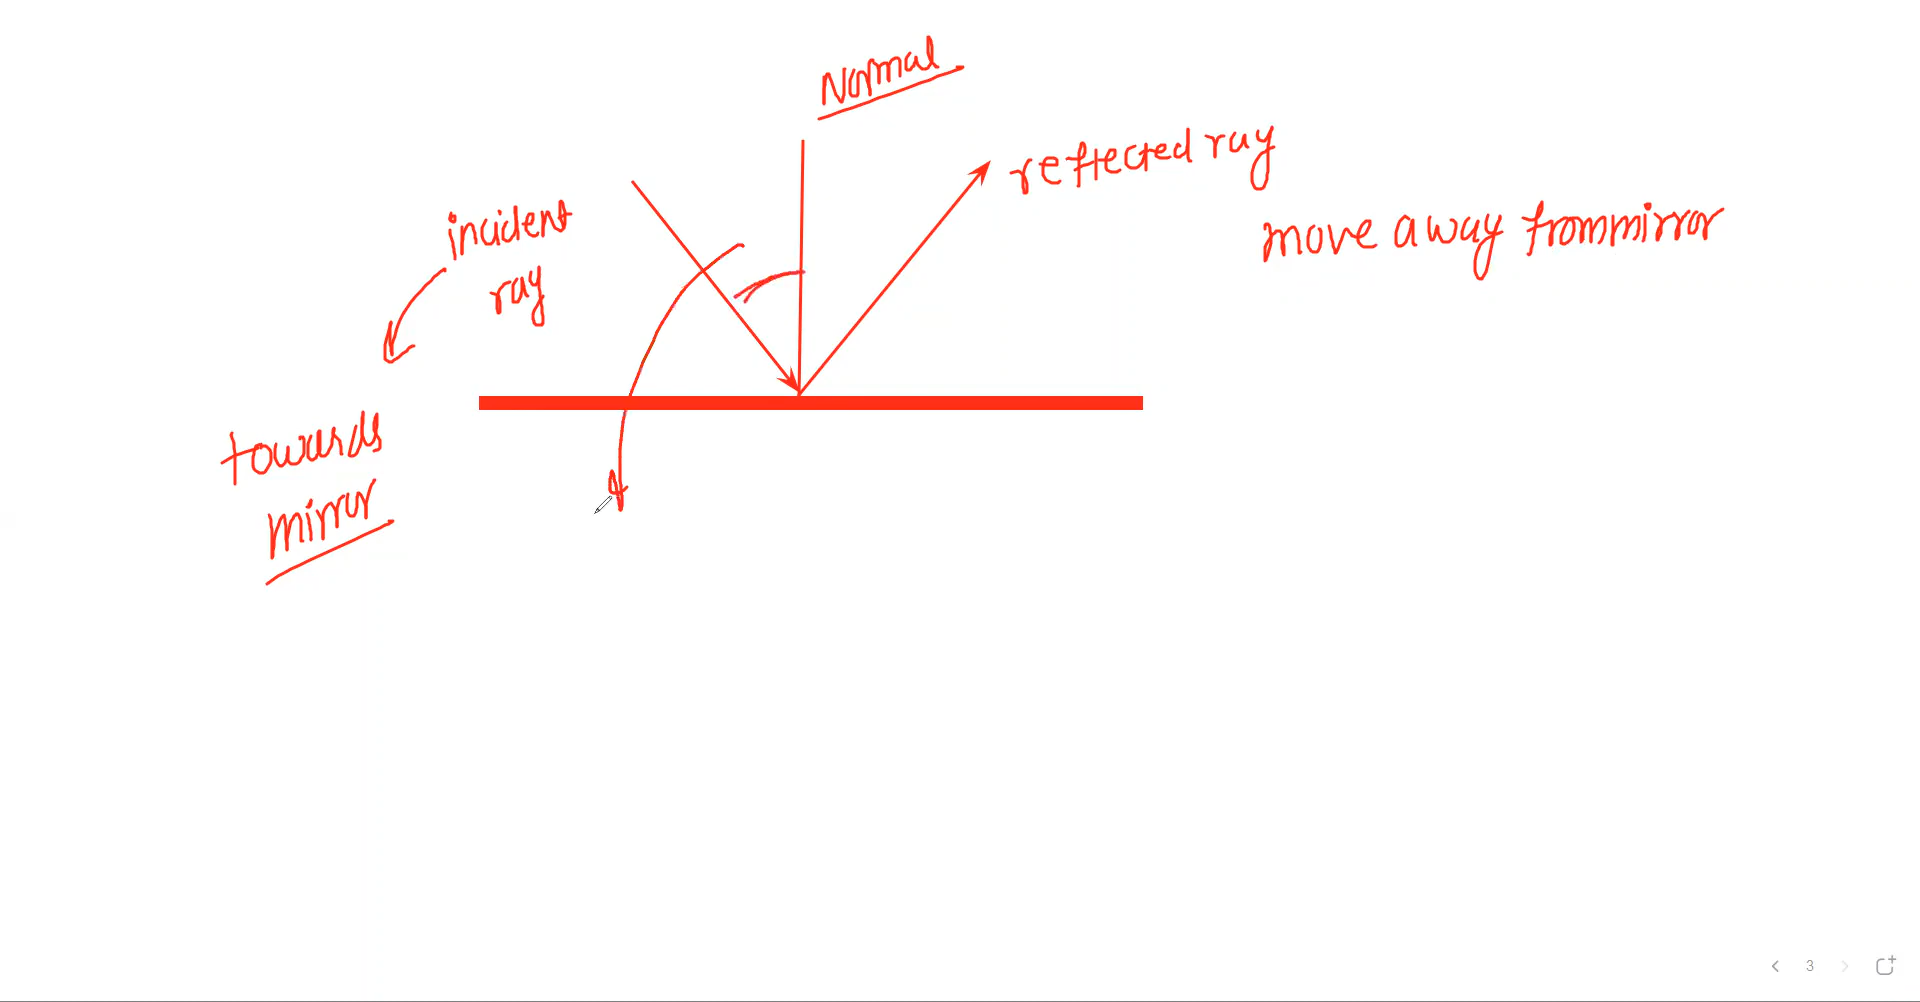 Normal
reflected ray
incident
ray
move away frommirror
towards
mirror
3